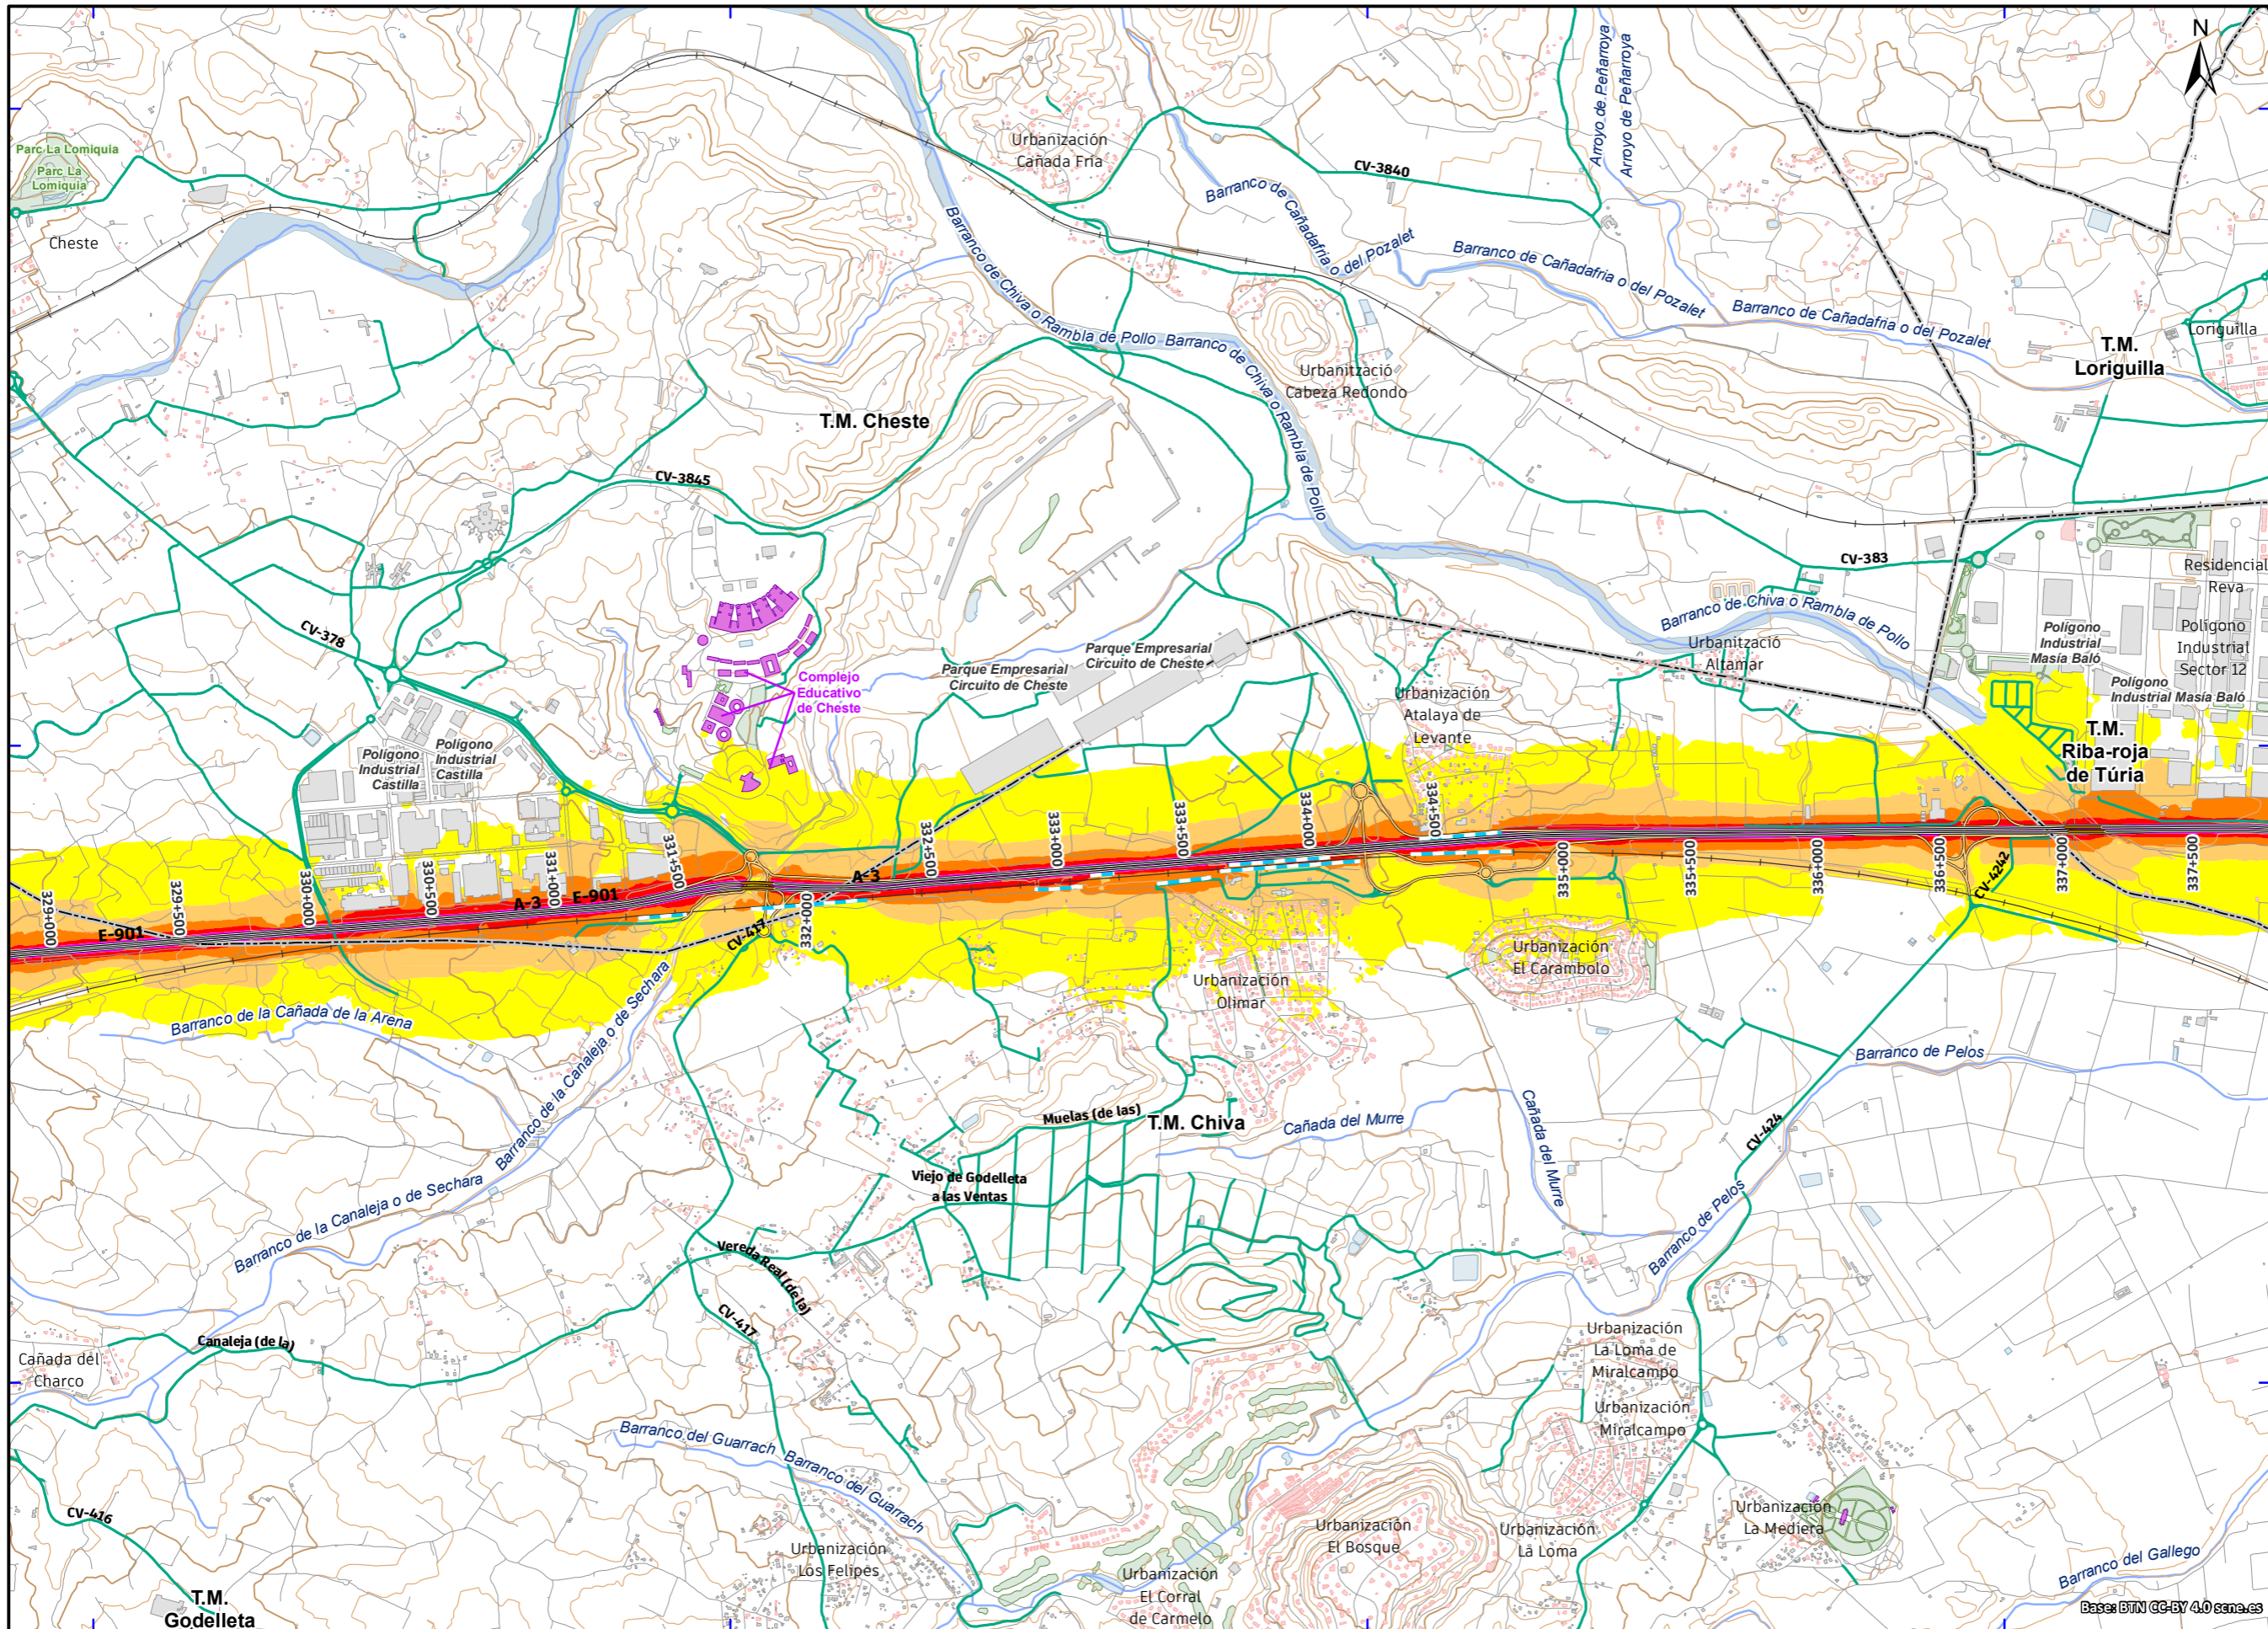 N
Arroyo de Peñarroya
Arroyo de Peñarroya
Parc La Lomiquia
Parc La
Lomiquia
Cheste
Urbanización
Cañada Fría
CV-3840
Barranco de Cañadafria o del Pozalet
Barranco de Cañadafria o del Pozalet
Barranco de Cañadafria o del Pozalet
Barranco de Chiva o Rambla de Pollo
Barranco de Chiva o Rambla de Pollo
Loriguilla
T.M.
Loriguilla
Urbanització
Cabeza Redondo
T.M. Cheste
CV-3845
CV-383
Residencial
Reva
Barranco de Chiva o Rambla de Pollo
Polígono
Industrial
Masía Baló
Polígono
Industrial
Sector 12
Polígono
Industrial Masía Baló
CV-378
Parque Empresarial
Circuito de Cheste
Parque Empresarial
Circuito de Cheste
Urbanització
Altamar
Complejo
Educativo
de Cheste
Urbanización
Atalaya de
Levante
T.M.
Riba-roja
de Túria
Polígono
Industrial
Castilla
Polígono
Industrial
Castilla
329+000
329+500
330+000
330+500
331+000
331+500
332+000
332+500
333+000
333+500
334+000
334+500
335+000
335+500
336+000
336+500
337+000
337+500
E-901
A-3
E-901
A-3
CV-417
CV-4242
Urbanización
El Carambolo
Urbanización
Olimar
Barranco de la Cañada de la Arena
Barranco de la Canaleja o de Sechara
Barranco de la Canaleja o de Sechara
Barranco de Pelos
Muelas (de las)
T.M. Chiva
Cañada del Murre
Cañada del Murre
CV-424
Viejo de Godelleta
a las Ventas
Barranco de Pelos
Vereda Real (de la)
CV-417
Canaleja (de la)
Cañada del
Charco
Urbanización
La Loma de
Miralcampo
Urbanización
Miralcampo
Barranco del Guarrach
Barranco del Guarrach
CV-416
Urbanización
Los Felipes
Urbanización
El Bosque
Urbanización
La Loma
Urbanización
La Mediera
Urbanización
El Corral
de Carmelo
Barranco del Gallego
T.M.
Godelleta
Base: BTN CC-BY 4.0 scne.es